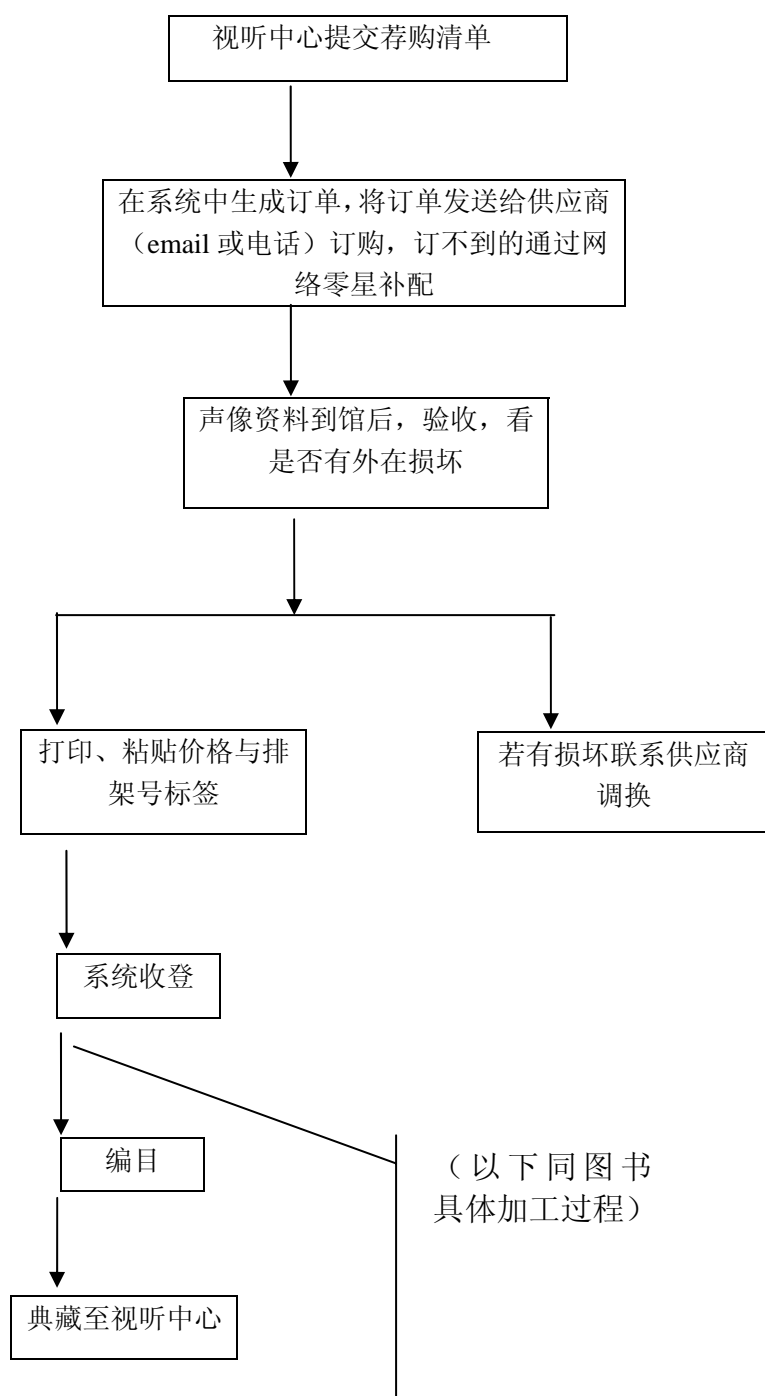 视听中心提交荐购清单
在系统中生成订单，将订单发送给供应商
（email 或电话）订购，订不到的通过网
络零星补配
声像资料到馆后，验收，看
是否有外在损坏
打印、粘贴价格与排
架号标签
若有损坏联系供应商
调换
系统收登
编目
（以下同图书
具体加工过程）
典藏至视听中心